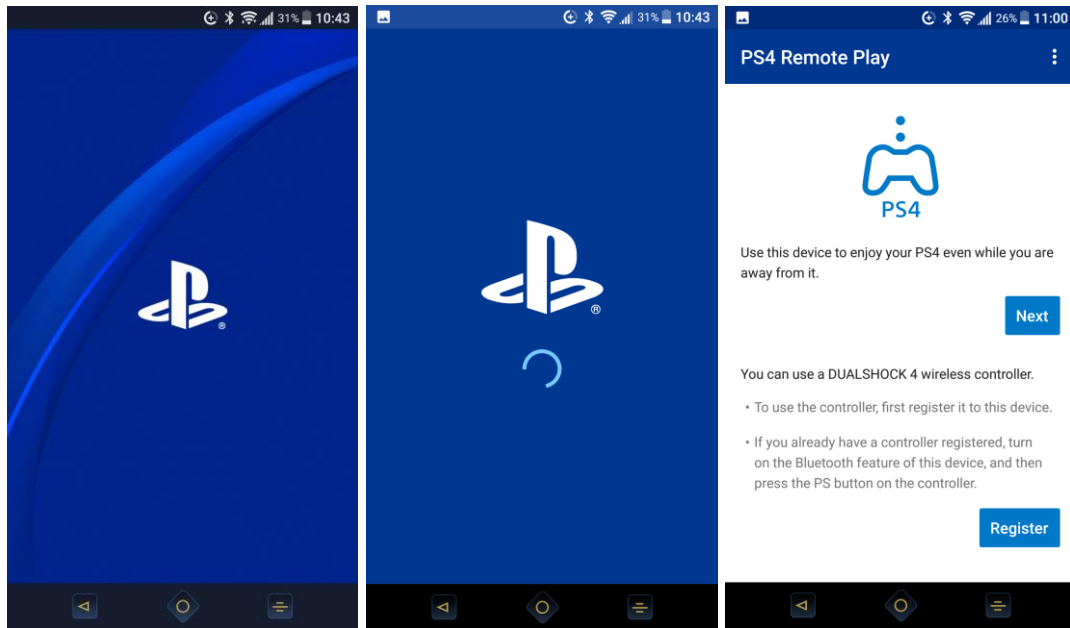 31% 10:43
®
31% 10:43
®
26% 11:00
PS4 Remote Play
PS4
Use this device to enjoy your PS4 even while you are
away from it.
Next
You can use a DUALSHOCK 4 wireless controller.
• To use the controller, first register it to this device.
• If you already have a controller registered, turn
on the Bluetooth feature of this device, and then
press the PS button on the controller.
Register